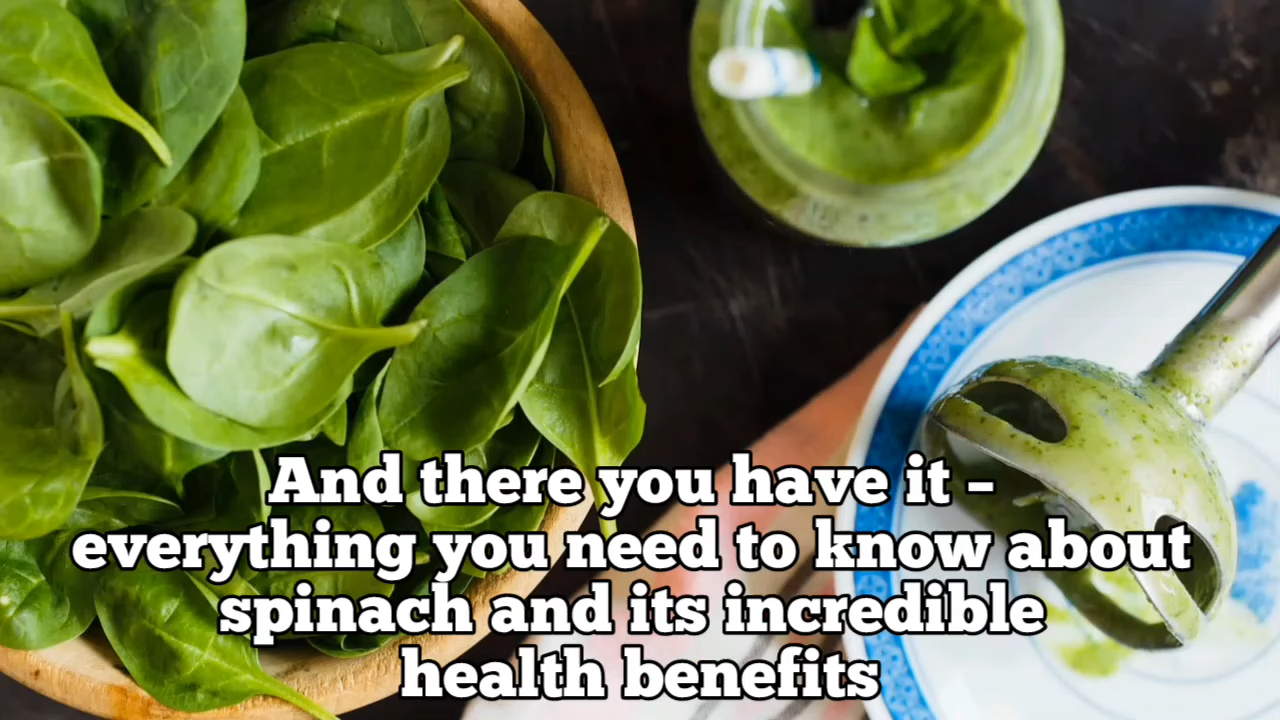 And there you have it –
everything you need to know about
spinach and its incredible
health benefits